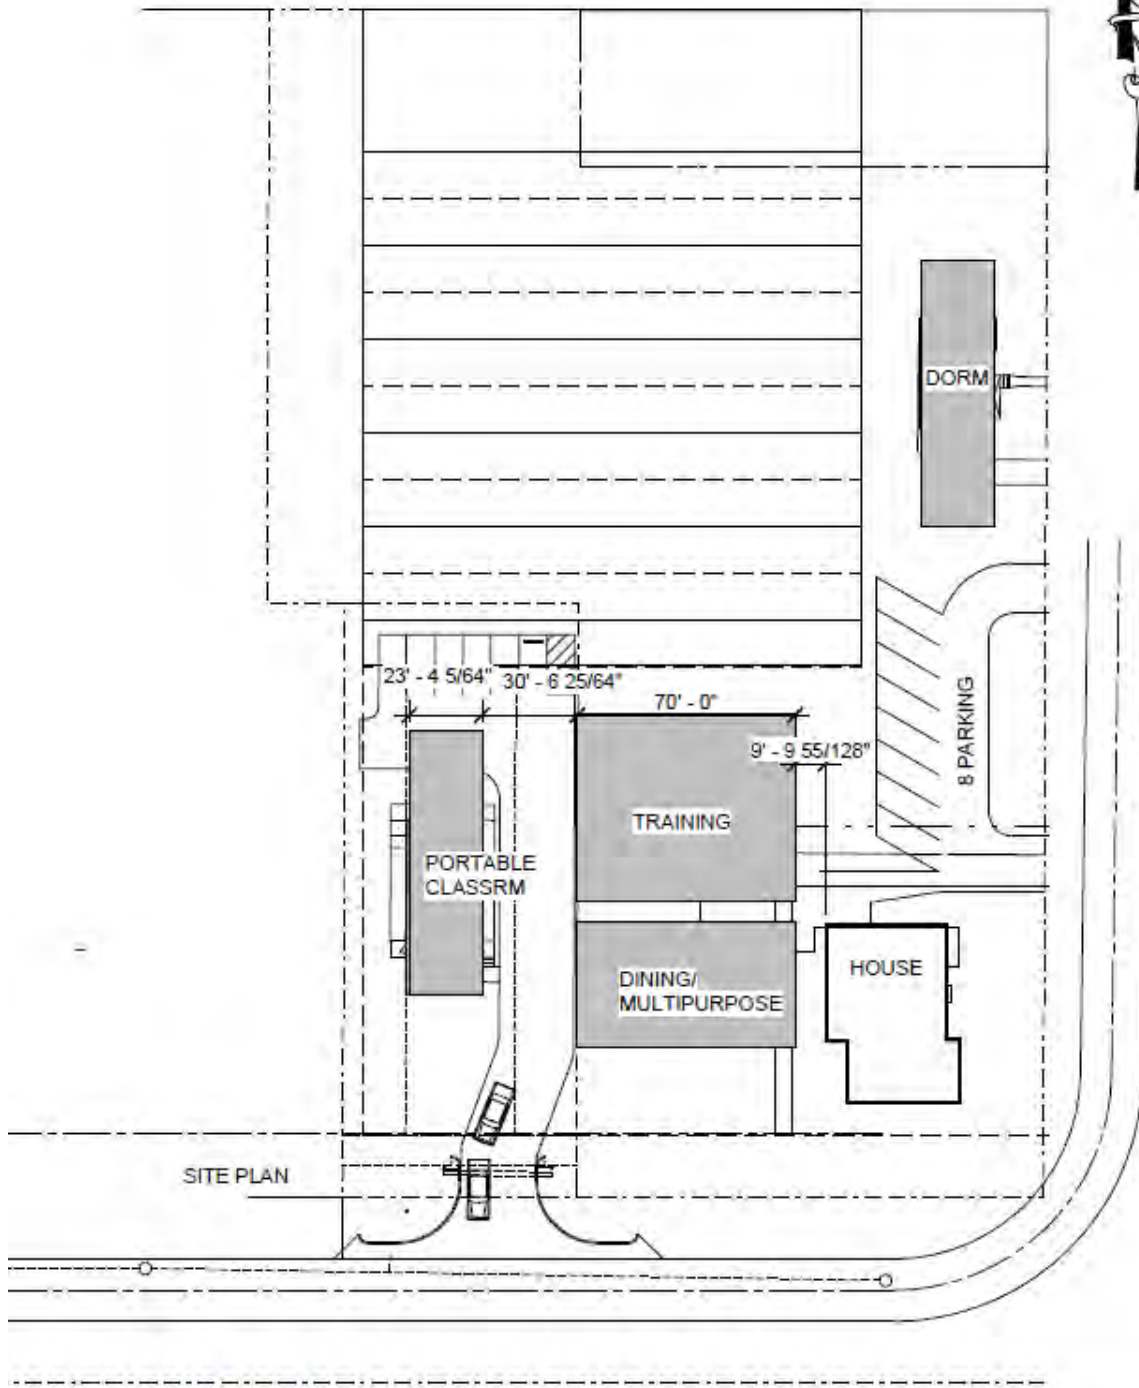 DORM
23' - 4 5/64"
30' - 6 25/64"
70' - 0"
9' - 9 55/128"
8 PARKING
TRAINING
PORTABLE
CLASSRM
HOUSE
DINING/
MULTIPURPOSE
SITE PLAN